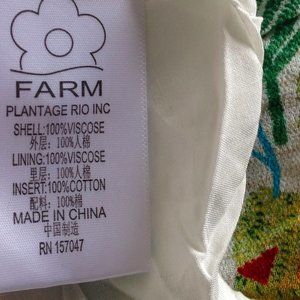 FARM
PLANTAGE RIO INC
SHELL:100%VISCOSE
外层：100%人棉
LINING:100%VISCOSE
里层：100%人棉
INSERT:100%COTTON
配料：100%棉
MADE IN CHINA
中国制造
RN 157047